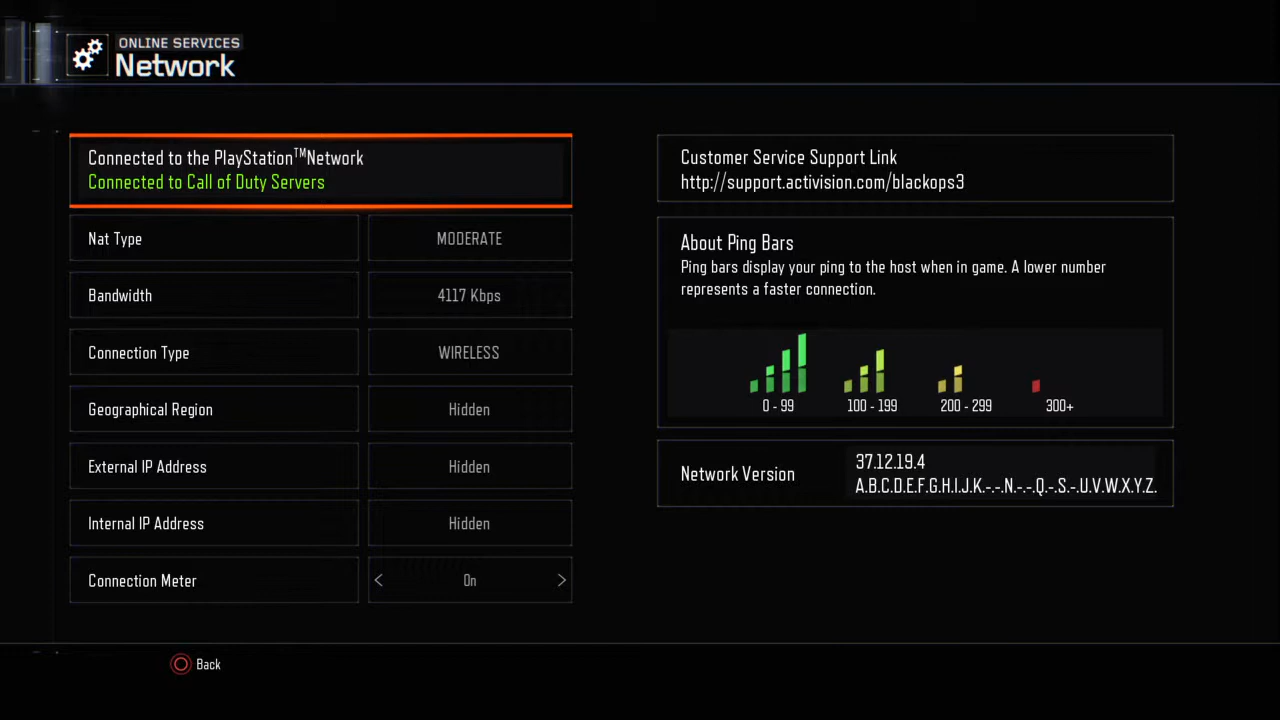 ONLINE SERVICES
Network
Connected to the PlayStation™Network
Connected to Call of Duty Servers
Nat Type
MODERATE
Bandwidth
4117 Kbps
Connection Type
WIRELESS
Geographical Region
Hidden
External IP Address
Hidden
Internal IP Address
Hidden
Connection Meter
< On >
Customer Service Support Link
http://support.activision.com/blackops3
About Ping Bars
Ping bars display your ping to the host when in game. A lower number
represents a faster connection.
0 - 99
100 - 199
200 - 299
300+
Network Version
37.12.19.4
A.B.C.D.E.F.G.H.I.J.K.-.-.N.-.-.Q.-.S.-.U.V.W.X.Y.Z.
Back